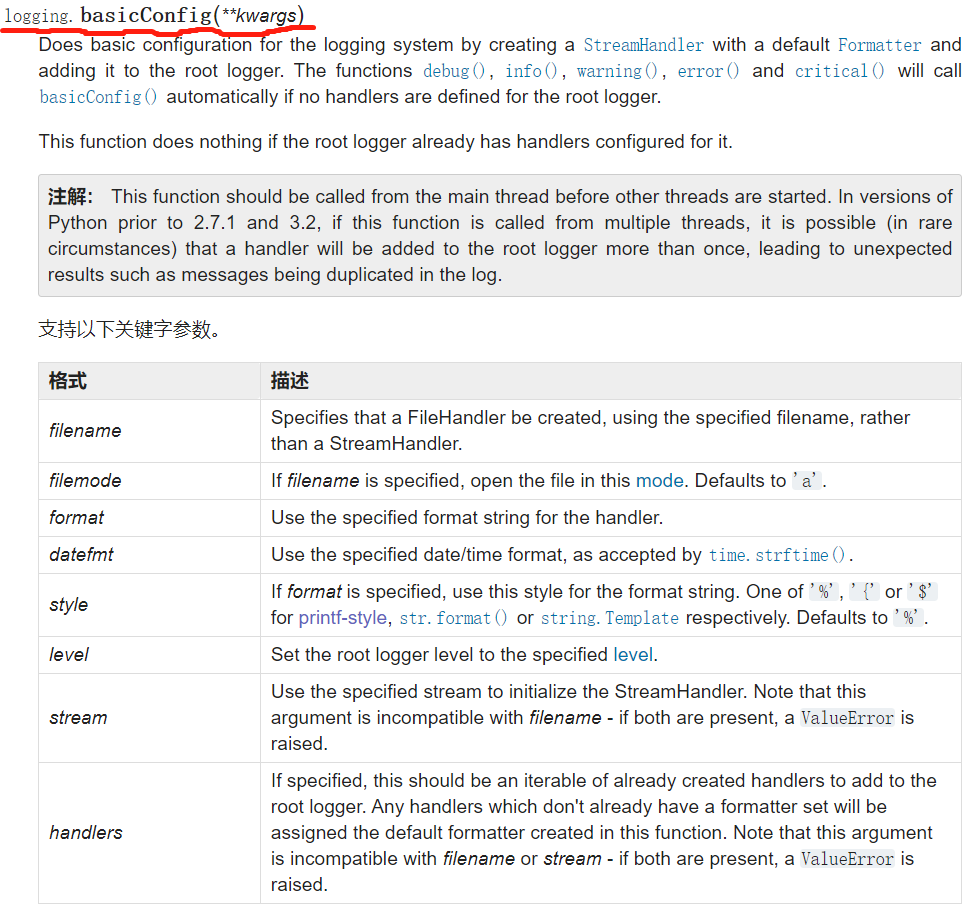 logging. basicConfig(**kwargs)
Does basic configuration for the logging system by creating a StreamHandler with a default Formatter and
adding it to the root logger. The functions debug(), info(), warning(), error() and critical() will call
basicConfig() automatically if no handlers are defined for the root logger.
This function does nothing if the root logger already has handlers configured for it.
注解： This function should be called from the main thread before other threads are started. In versions of
Python prior to 2.7.1 and 3.2, if this function is called from multiple threads, it is possible (in rare
circumstances) that a handler will be added to the root logger more than once, leading to unexpected
results such as messages being duplicated in the log.
支持以下关键字参数。
格式 描述
filename Specifies that a FileHandler be created, using the specified filename, rather
than a StreamHandler.
filemode If filename is specified, open the file in this mode. Defaults to 'a'.
format Use the specified format string for the handler.
datefmt Use the specified date/time format, as accepted by time.strftime().
style If format is specified, use this style for the format string. One of '%', '{' or '$'
for printf-style, str.format() or string.Template respectively. Defaults to '%'.
level Set the root logger level to the specified level.
stream Use the specified stream to initialize the StreamHandler. Note that this
argument is incompatible with filename - if both are present, a ValueError is
raised.
handlers If specified, this should be an iterable of already created handlers to add to the
root logger. Any handlers which don't already have a formatter set will be
assigned the default formatter created in this function. Note that this argument
is incompatible with filename or stream - if both are present, a ValueError is
raised.